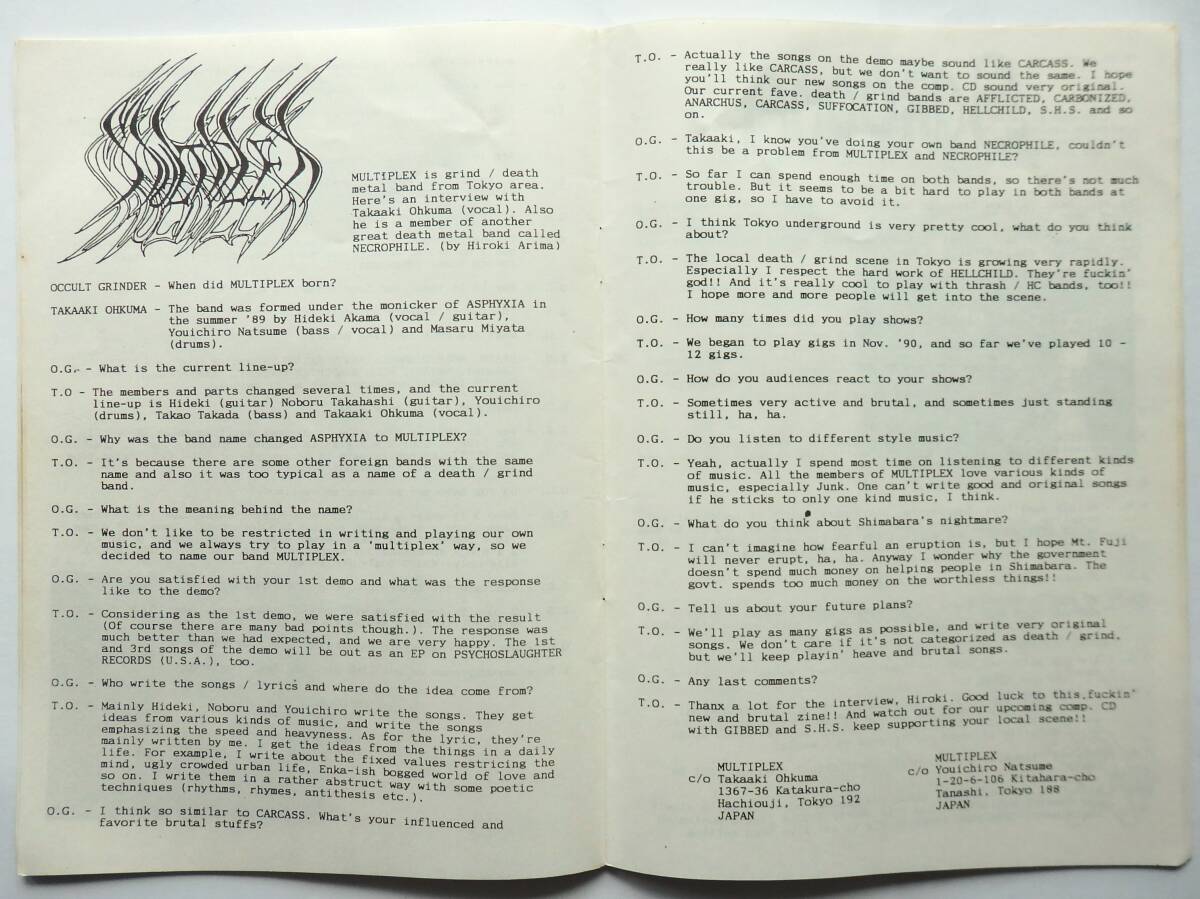 MULTIPLEX
MULTIPLEX is grind / death
metal band from Tokyo area.
Here's an interview with
Takaaki Ohkuma (vocal). Also
he is a member of another
great death metal band called
NECROPHILE. (by Hiroki Arima)
OCCULT GRINDER - When did MULTIPLEX born?
TAKAAKI OHKUMA - The band was formed under the monicker of ASPHYXIA in
the summer '89 by Hideki Akama (vocal / guitar),
Youichiro Natsume (bass / vocal) and Masaru Miyata
(drums).
O.G. - What is the current line-up?
T.O - The members and parts changed several times, and the current
line-up is Hideki (guitar) Noboru Takahashi (guitar), Youichiro
(drums), Takao Takada (bass) and Takaaki Ohkuma (vocal).
O.G. - Why was the band name changed ASPHYXIA to MULTIPLEX?
T.O. - It's because there are some other foreign bands with the same
name and also it was too typical as a name of a death / grind
band.
O.G. - What is the meaning behind the name?
T.O. - We don't like to be restricted in writing and playing our own
music, and we always try to play in a 'multiplex' way, so we
decided to name our band MULTIPLEX.
O.G. - Are you satisfied with your 1st demo and what was the response
like to the demo?
T.O. - Considering as the 1st demo, we were satisfied with the result
(Of course there are many bad points though.). The response was
much better than we had expected, and we are very happy. The 1st
and 3rd songs of the demo will be out as an EP on PSYCHOSLAUGHTER
RECORDS (U.S.A.), too.
O.G. - Who write the songs / lyrics and where do the idea come from?
T.O. - Mainly Hideki, Noboru and Youichiro write the songs. They get
ideas from various kinds of music, and write the songs
emphasizing the speed and heavyness. As for the lyric, they're
mainly written by me. I get the ideas from the things in a daily
life. For example, I write about the fixed values restricing the
mind, ugly crowded urban life, Enka-ish bogged world of love and
so on. I write them in a rather abstruct way with some poetic
techniques (rhythms, rhymes, antithesis etc.).
O.G. - I think so similar to CARCASS. What's your influenced and
favorite brutal stuffs?
T.O. - Actually the songs on the demo maybe sound like CARCASS. We
really like CARCASS, but we don't want to sound the same. I hope
you'll think our new songs on the comp. CD sound very original.
Our current fave. death / grind bands are AFFLICTED, CARBONIZED,
ANARCHUS, CARCASS, SUFFOCATION, GIBBED, HELLCHILD, S.H.S. and so
on.
O.G. - Takaaki, I know you've doing your own band NECROPHILE, couldn't
this be a problem from MULTIPLEX and NECROPHILE?
T.O. - So far I can spend enough time on both bands, so there's not much
trouble. But it seems to be a bit hard to play in both bands at
one gig, so I have to avoid it.
O.G. - I think Tokyo underground is very pretty cool, what do you think
about?
T.O. - The local death / grind scene in Tokyo is growing very rapidly.
Especially I respect the hard work of HELLCHILD. They're fuckin'
god!! And it's really cool to play with thrash / HC bands, too!!
I hope more and more people will get into the scene.
O.G. - How many times did you play shows?
T.O. - We began to play gigs in Nov. '90, and so far we've played 10 -
12 gigs.
O.G. - How do you audiences react to your shows?
T.O. - Sometimes very active and brutal, and sometimes just standing
still, ha, ha.
O.G. - Do you listen to different style music?
T.O. - Yeah, actually I spend most time on listening to different kinds
of music. All the members of MULTIPLEX love various kinds of
music, especially Junk. One can't write good and original songs
if he sticks to only one kind music, I think.
O.G. - What do you think about Shimabara's nightmare?
T.O. - I can't imagine how fearful an eruption is, but I hope Mt. Fuji
will never erupt, ha, ha. Anyway I wonder why the government
doesn't spend much money on helping people in Shimabara. The
govt. spends too much money on the worthless things!!
O.G. - Tell us about your future plans?
T.O. - We'll play as many gigs as possible, and write very original
songs. We don't care if it's not categorized as death / grind,
but we'll keep playin' heave and brutal songs.
O.G. - Any last comments?
T.O. - Thanx a lot for the interview, Hiroki. Good luck to this fuckin'
new and brutal zine!! And watch out for our upcoming comp. CD
with GIBBED and S.H.S. keep supporting your local scene!!
MULTIPLEX
c/o Takaaki Ohkuma
1367-36 Katakura-cho
Hachiouji, Tokyo 192
JAPAN
MULTIPLEX
c/o Youichiro Natsume
1-20-6-106 Kitahara-cho
Tanashi, Tokyo 188
JAPAN